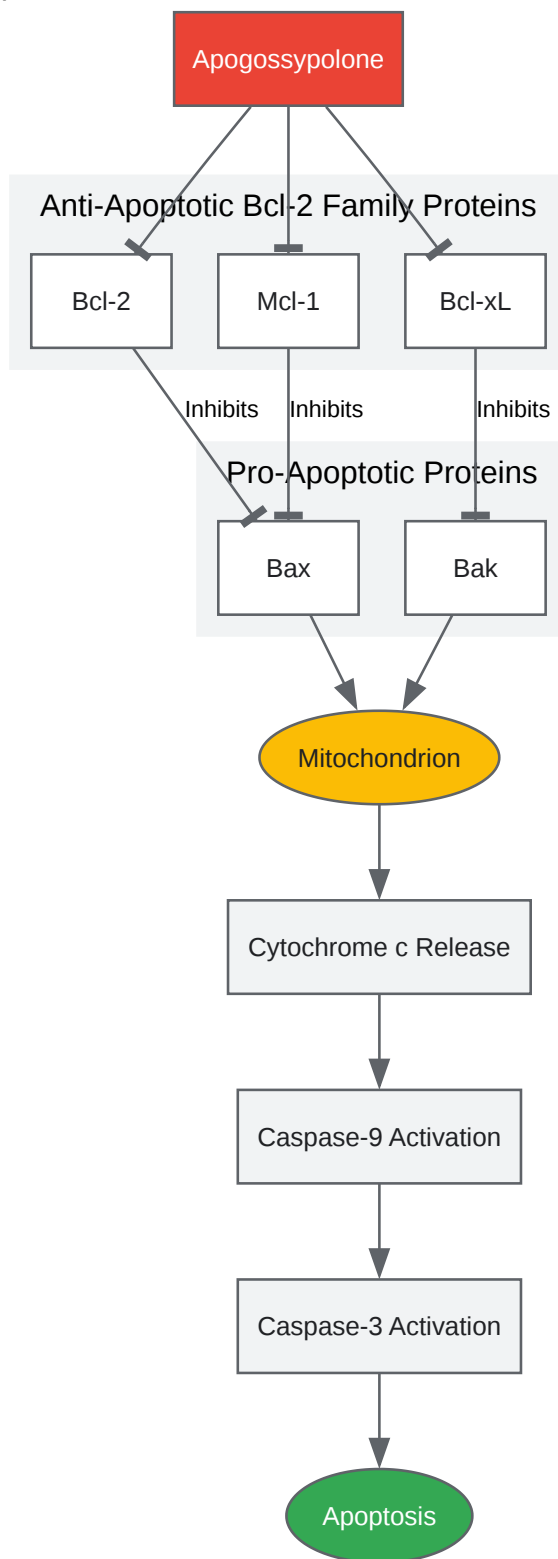 Apogossypolone
Anti-Apoptotic Bcl-2 Family Proteins
Bcl-2
Mcl-1
Bcl-xL
Inhibits
Inhibits
Inhibits
Pro-Apoptotic Proteins
Bax
Bak
Mitochondrion
Cytochrome c Release
Caspase-9 Activation
Caspase-3 Activation
Apoptosis